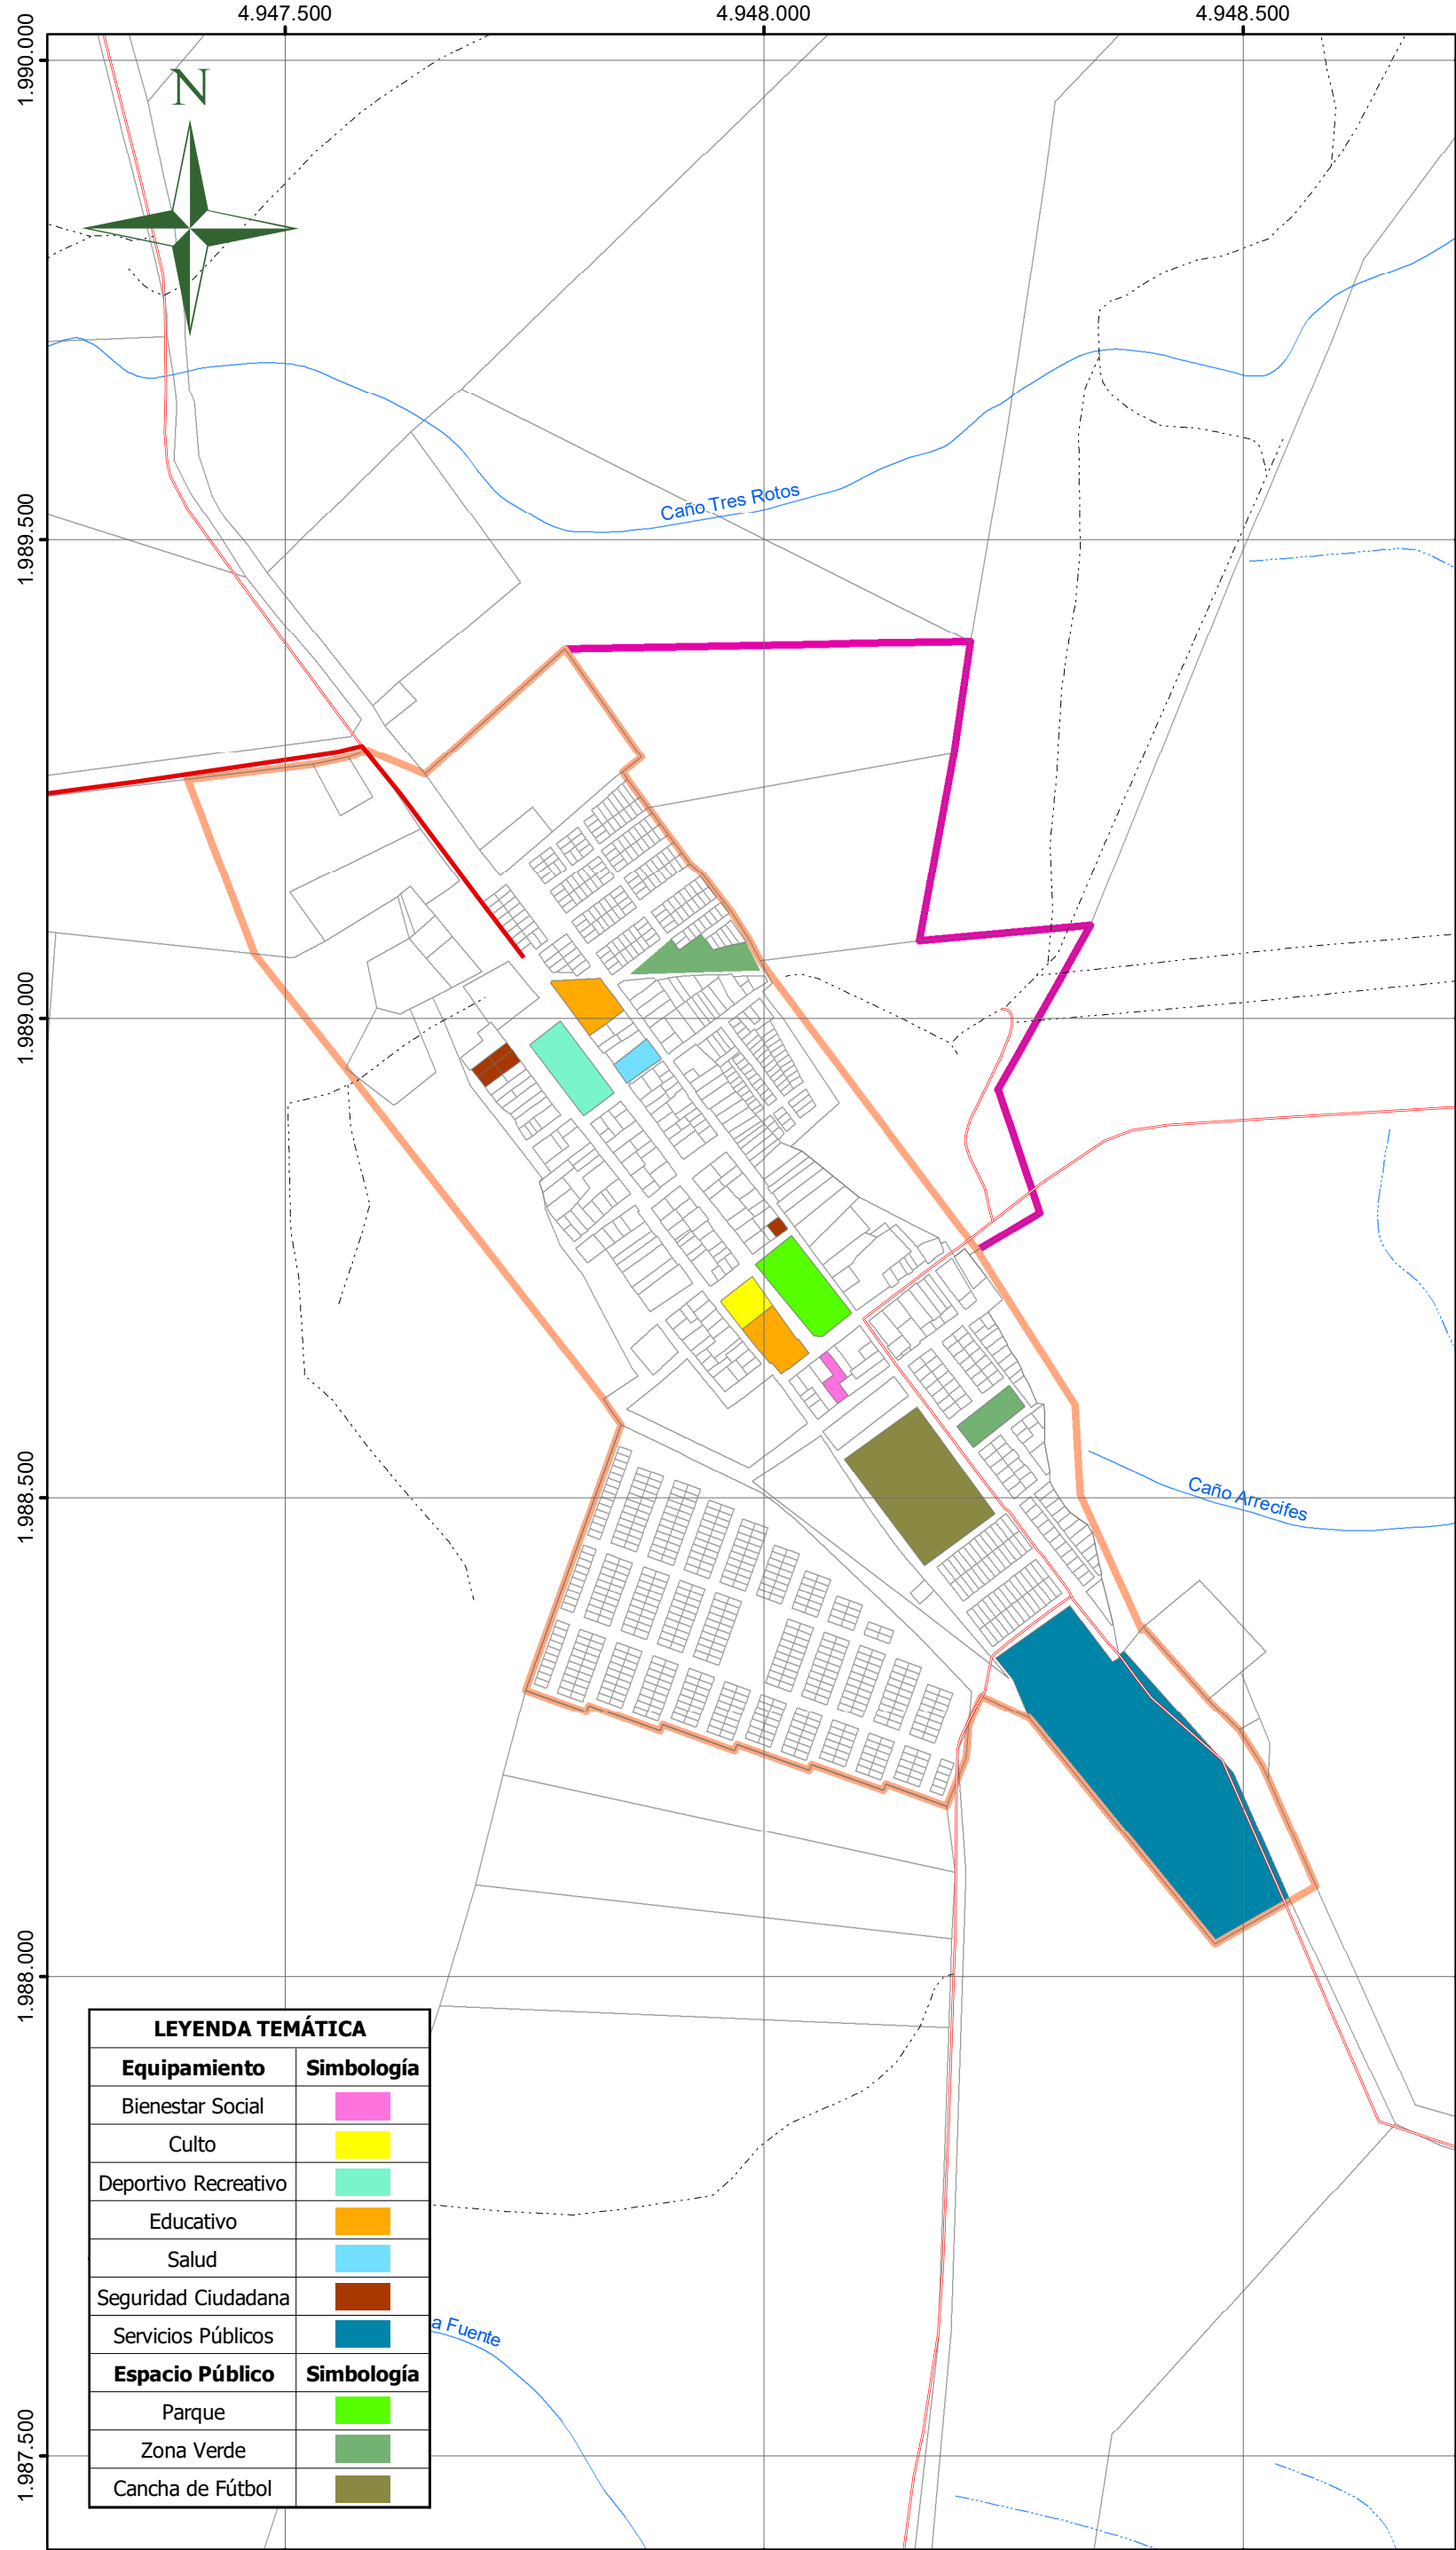 4.947.500 4.948.000 4.948.500
1.990.000
N
Caño Tres Rotos
1.989.500
1.989.000
1.988.500
Caño Arrecifes
1.988.000
LEYENDA TEMÁTICA
Equipamiento Simbología
Bienestar Social
Culto
Deportivo Recreativo
Educativo
Salud
Seguridad Ciudadana
Servicios Públicos
a Fuente
Espacio Público Simbología
Parque
Zona Verde
Cancha de Fútbol
1.987.500